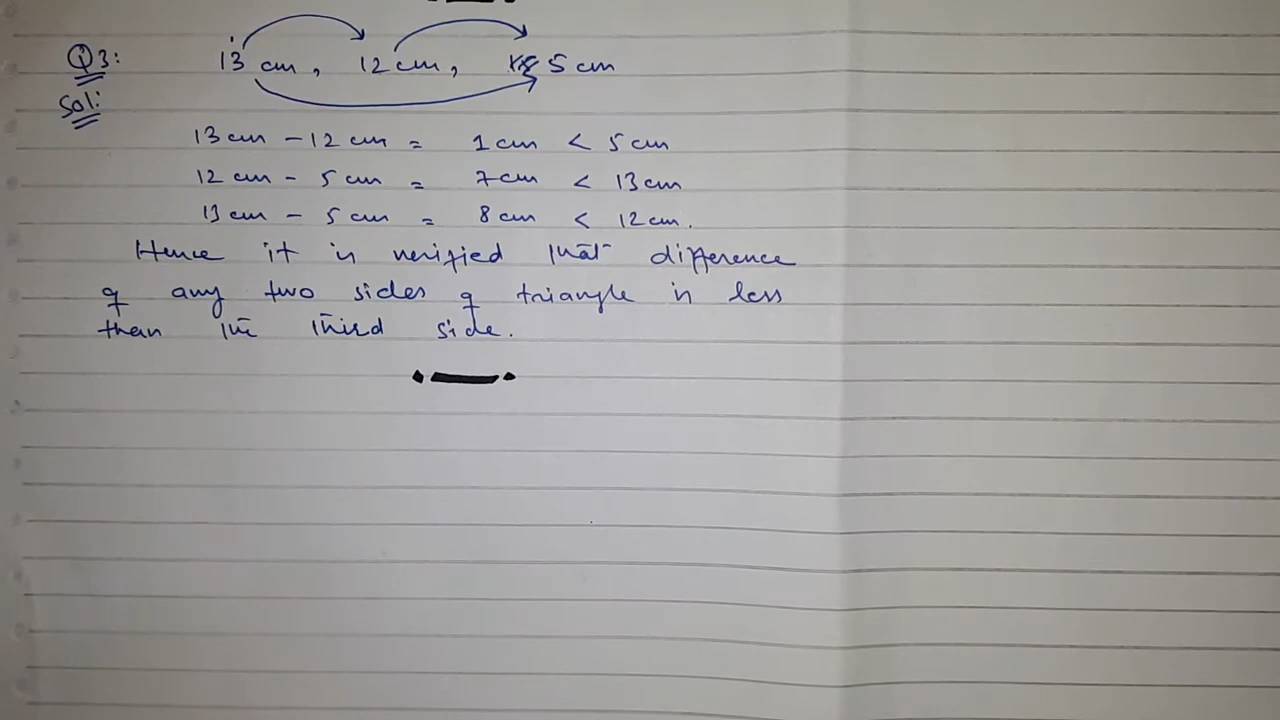 Q3: 13 cm, 12 cm, 5 cm
Sol:
13 cm - 12 cm = 1 cm < 5 cm
12 cm - 5 cm = 7 cm < 13 cm
13 cm - 5 cm = 8 cm < 12 cm.
Hence it is verified that difference
of any two sides of triangle is less
than the third side.